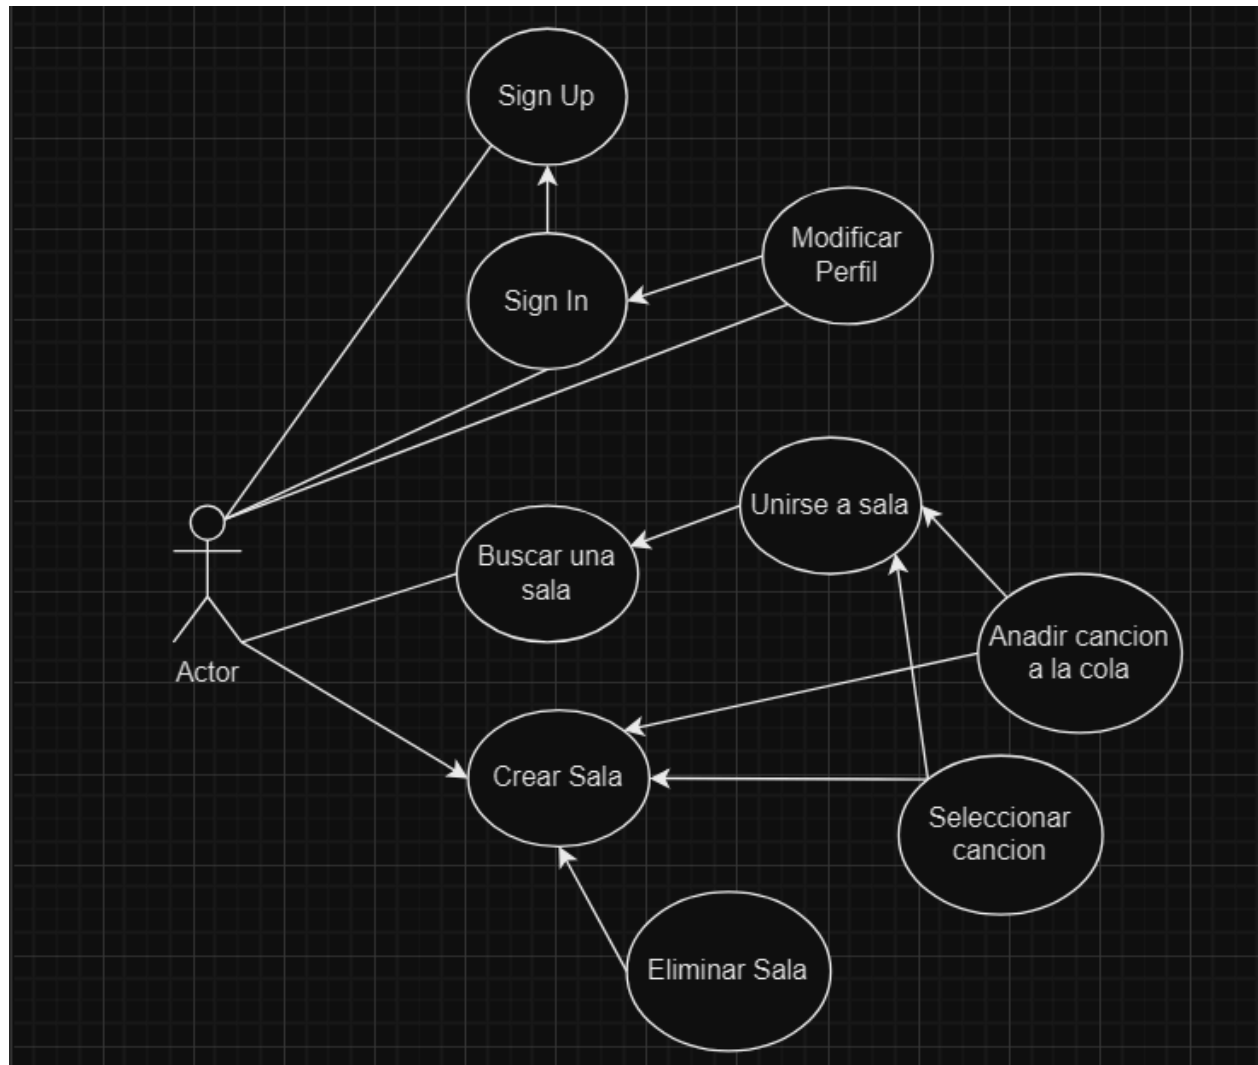 Sign Up
Modificar
Perfil
Sign In
Unirse a sala
Buscar una
sala
Anadir cancion
a la cola
Actor
Crear Sala
Seleccionar
cancion
Eliminar Sala